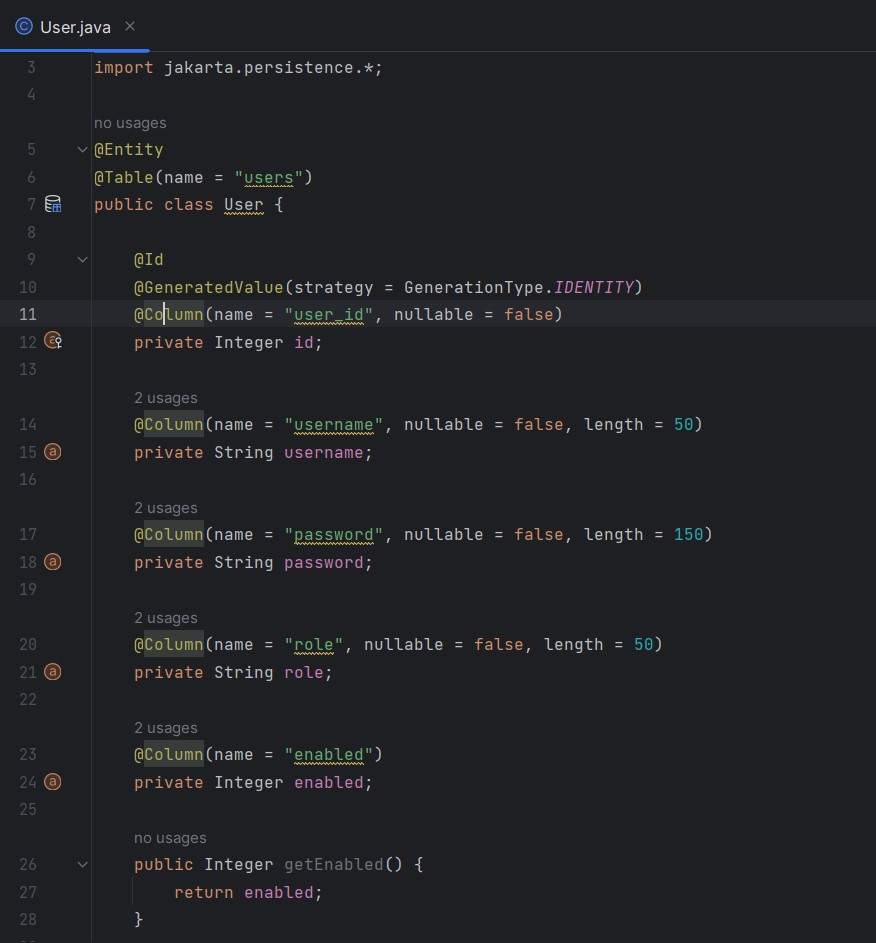 User.java
3 import jakarta.persistence.*;
4
no usages
5 @Entity
6 @Table(name = "users")
7 public class User {
8
9 @Id
10 @GeneratedValue(strategy = GenerationType.IDENTITY)
11 @Column(name = "user_id", nullable = false)
12 private Integer id;
13
2 usages
14 @Column(name = "username", nullable = false, length = 50)
15 private String username;
16
2 usages
17 @Column(name = "password", nullable = false, length = 150)
18 private String password;
19
2 usages
20 @Column(name = "role", nullable = false, length = 50)
21 private String role;
22
2 usages
23 @Column(name = "enabled")
24 private Integer enabled;
25
no usages
26 public Integer getEnabled() {
27 return enabled;
28 }